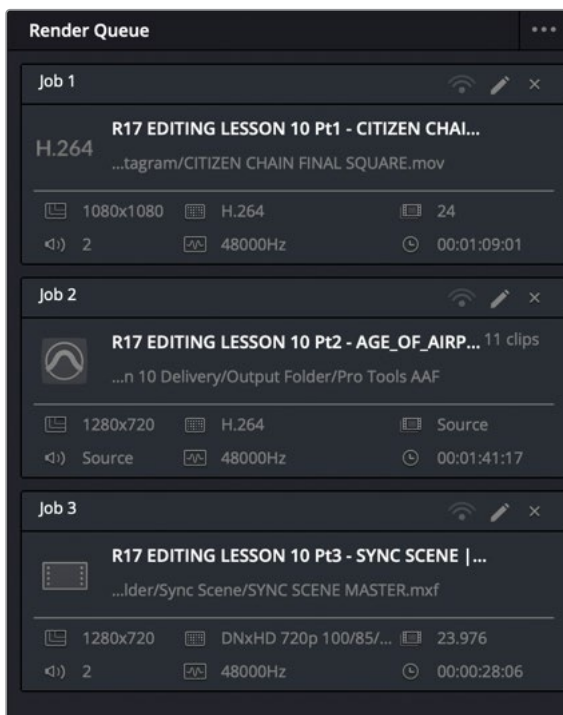 Render Queue
Job 1
R17 EDITING LESSON 10 Pt1 - CITIZEN CHAI...
H.264
...tagram/CITIZEN CHAIN FINAL SQUARE.mov
1080x1080 H.264 24
2 48000Hz 00:01:09:01
Job 2
R17 EDITING LESSON 10 Pt2 - AGE_OF_AIRP... 11 clips
...n 10 Delivery/Output Folder/Pro Tools AAF
1280x720 H.264 Source
Source 48000Hz 00:01:41:17
Job 3
R17 EDITING LESSON 10 Pt3 - SYNC SCENE |...
...lder/Sync Scene/SYNC SCENE MASTER.mxf
1280x720 DNxHD 720p 100/85/... 23.976
2 48000Hz 00:00:28:06